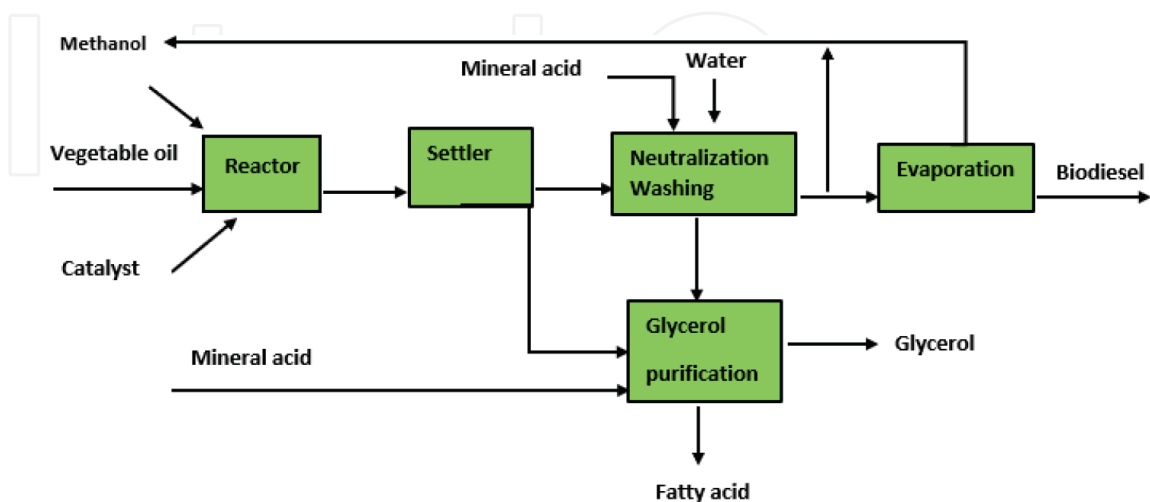 Methanol
Mineral acid
Water
Vegetable oil
Reactor
Settler
Neutralization
Washing
Evaporation
Biodiesel
Catalyst
Glycerol
purification
Glycerol
Mineral acid
Fatty acid